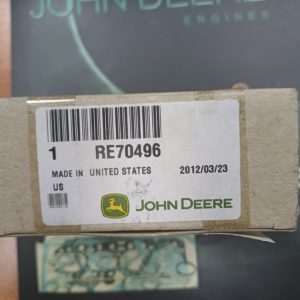 JOHN DEERE
ENGINES
1 RE70496
MADE IN UNITED STATES 2012/03/23
US
JOHN DEERE